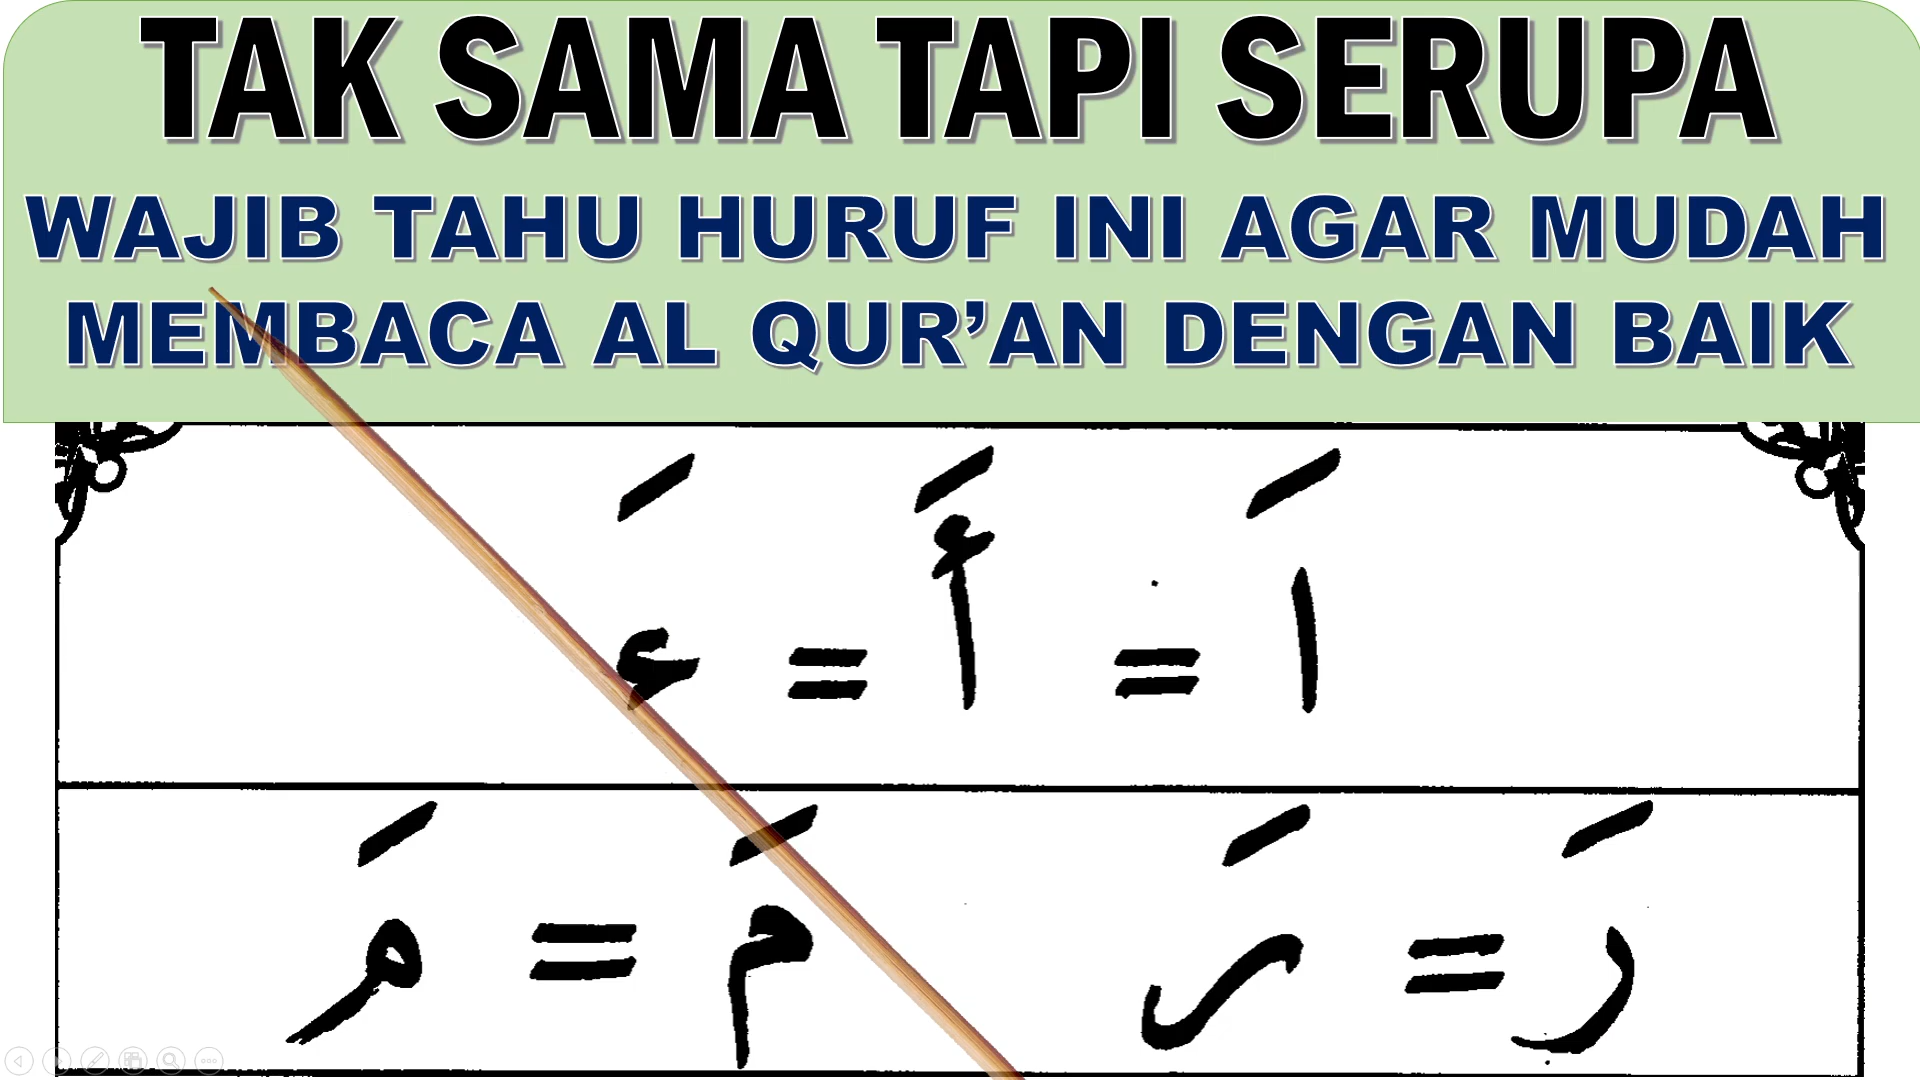 TAK SAMA TAPI SERUPA
WAJIB TAHU HURUF INI AGAR MUDAH
MEMBACA AL QUR’AN DENGAN BAIK
اَ = أَ = ءَ
رَ = رَ مَ = مَ